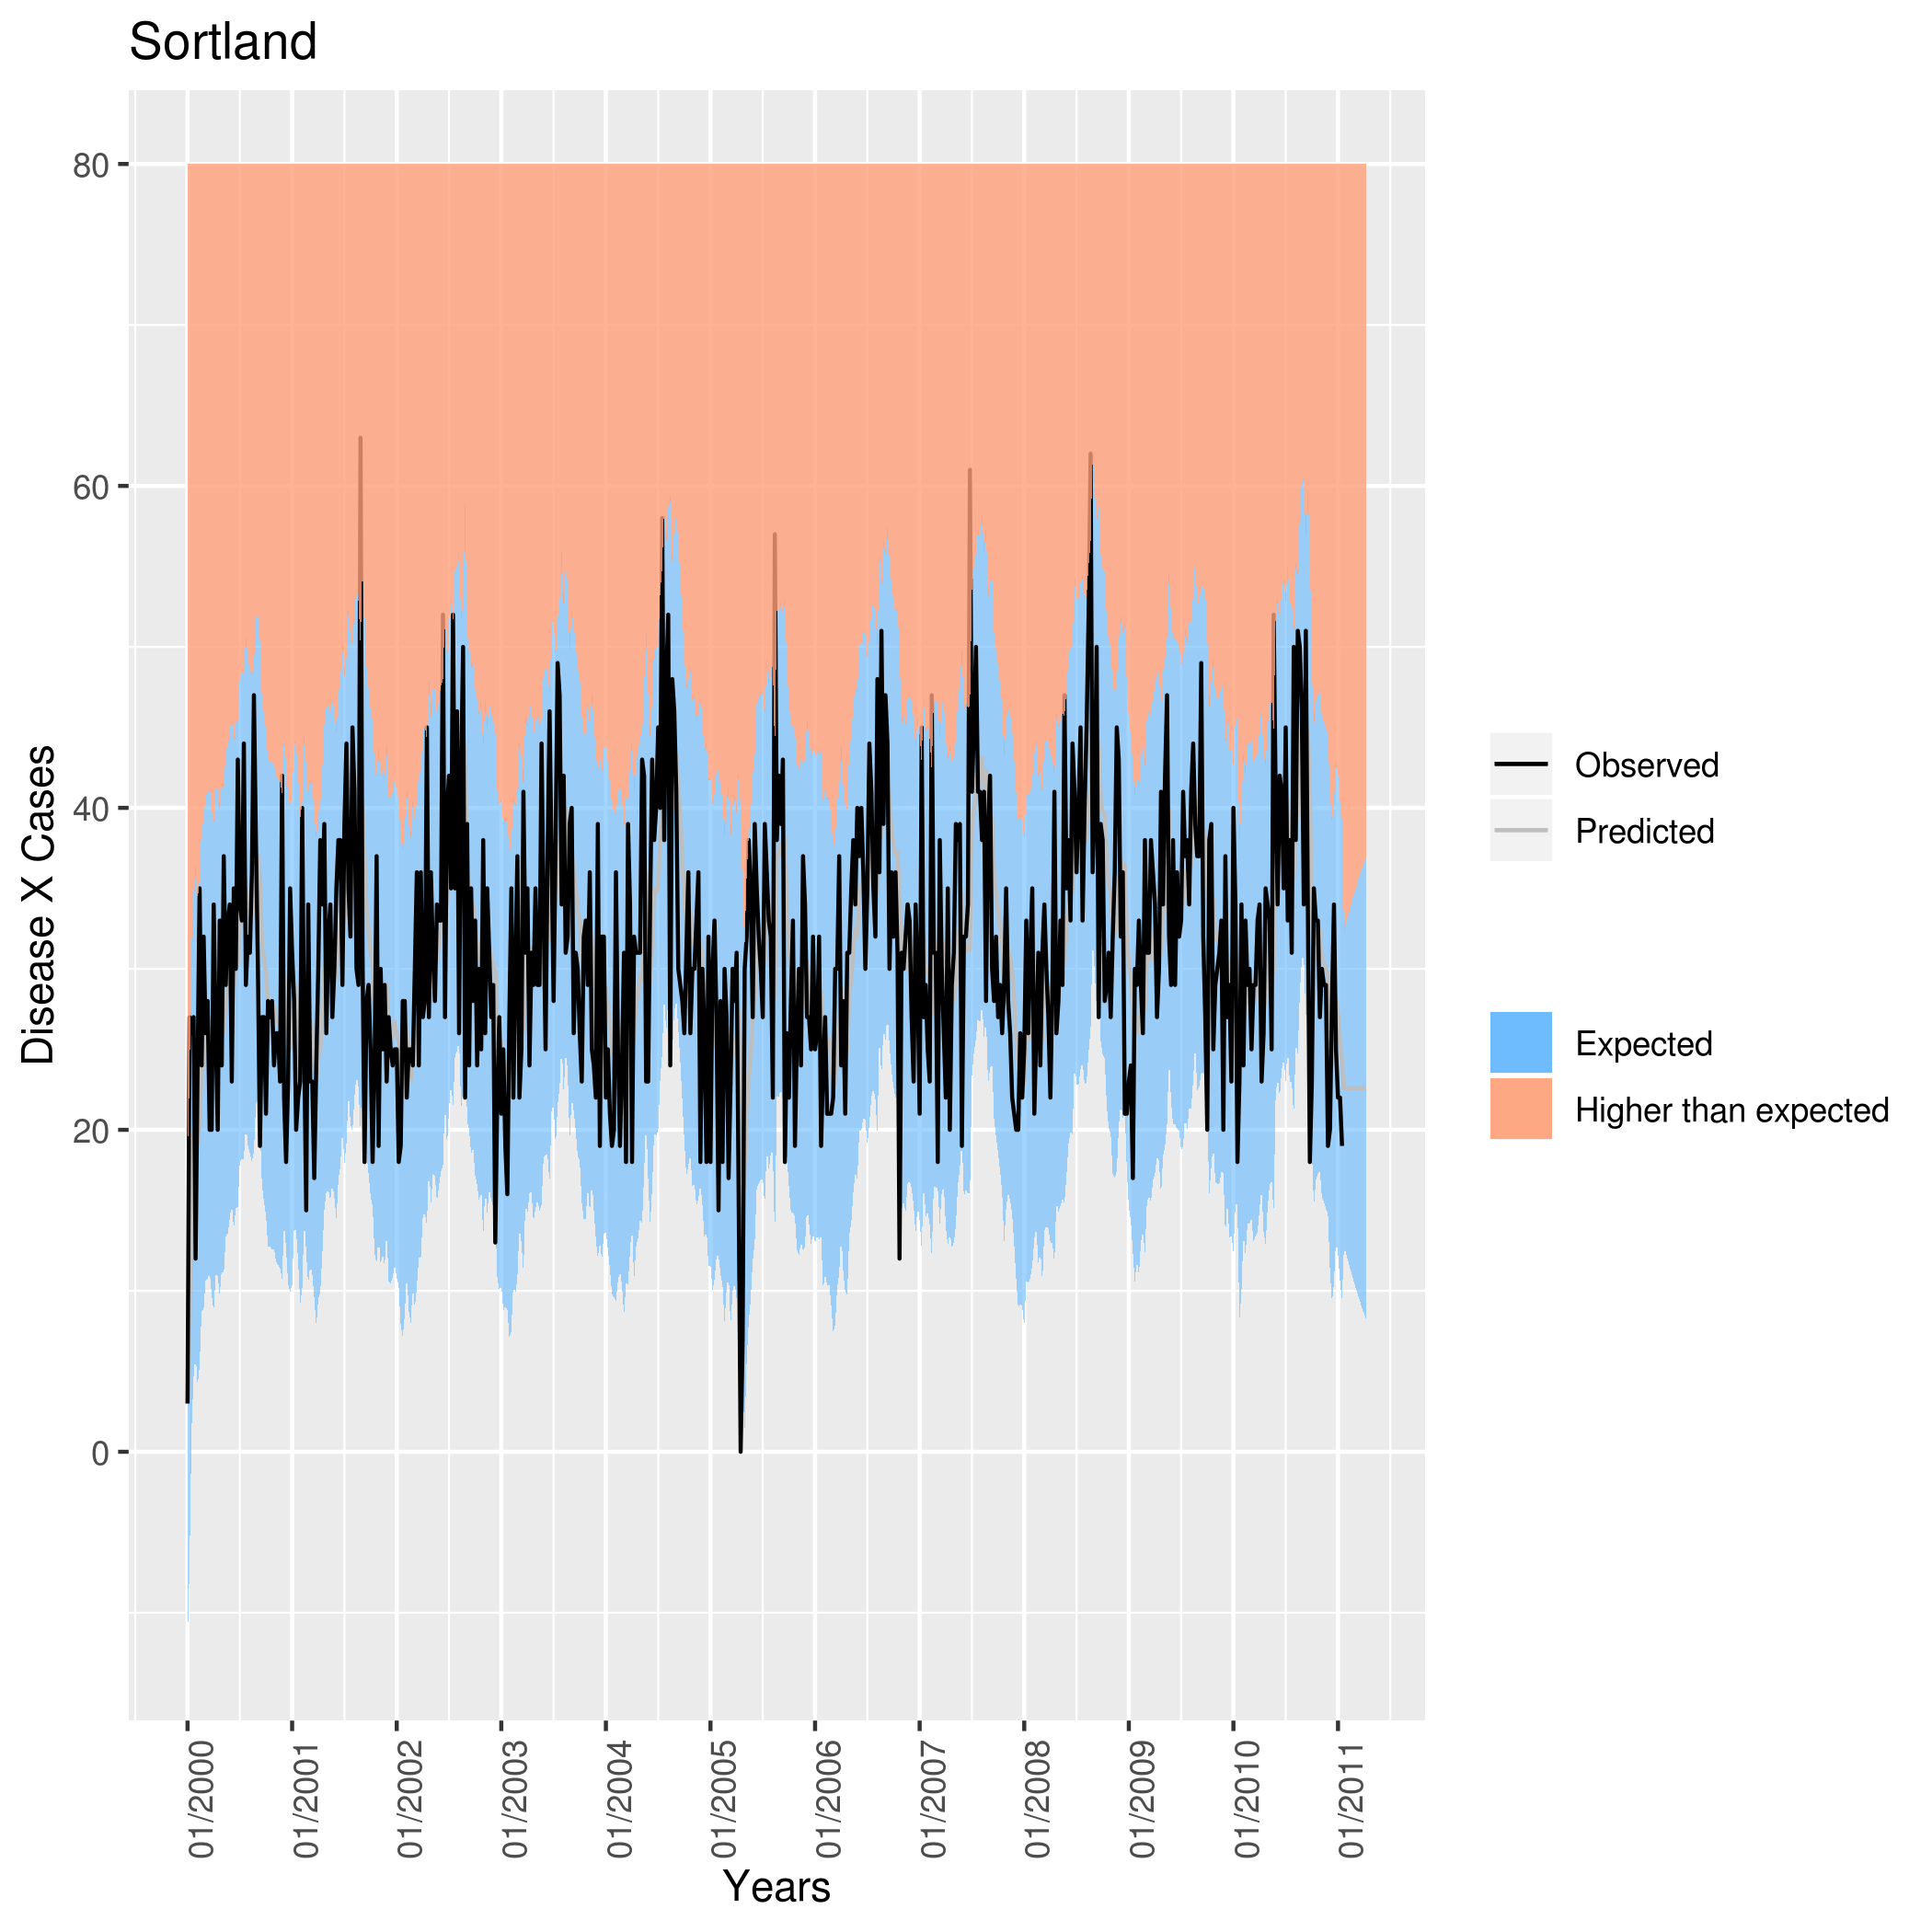 Sortland
80
60
40
20
0
Disease X Cases
01/2000
01/2001
01/2002
01/2003
01/2004
01/2005
01/2006
01/2007
01/2008
01/2009
01/2010
01/2011
Years
Observed
Predicted
Expected
Higher than expected